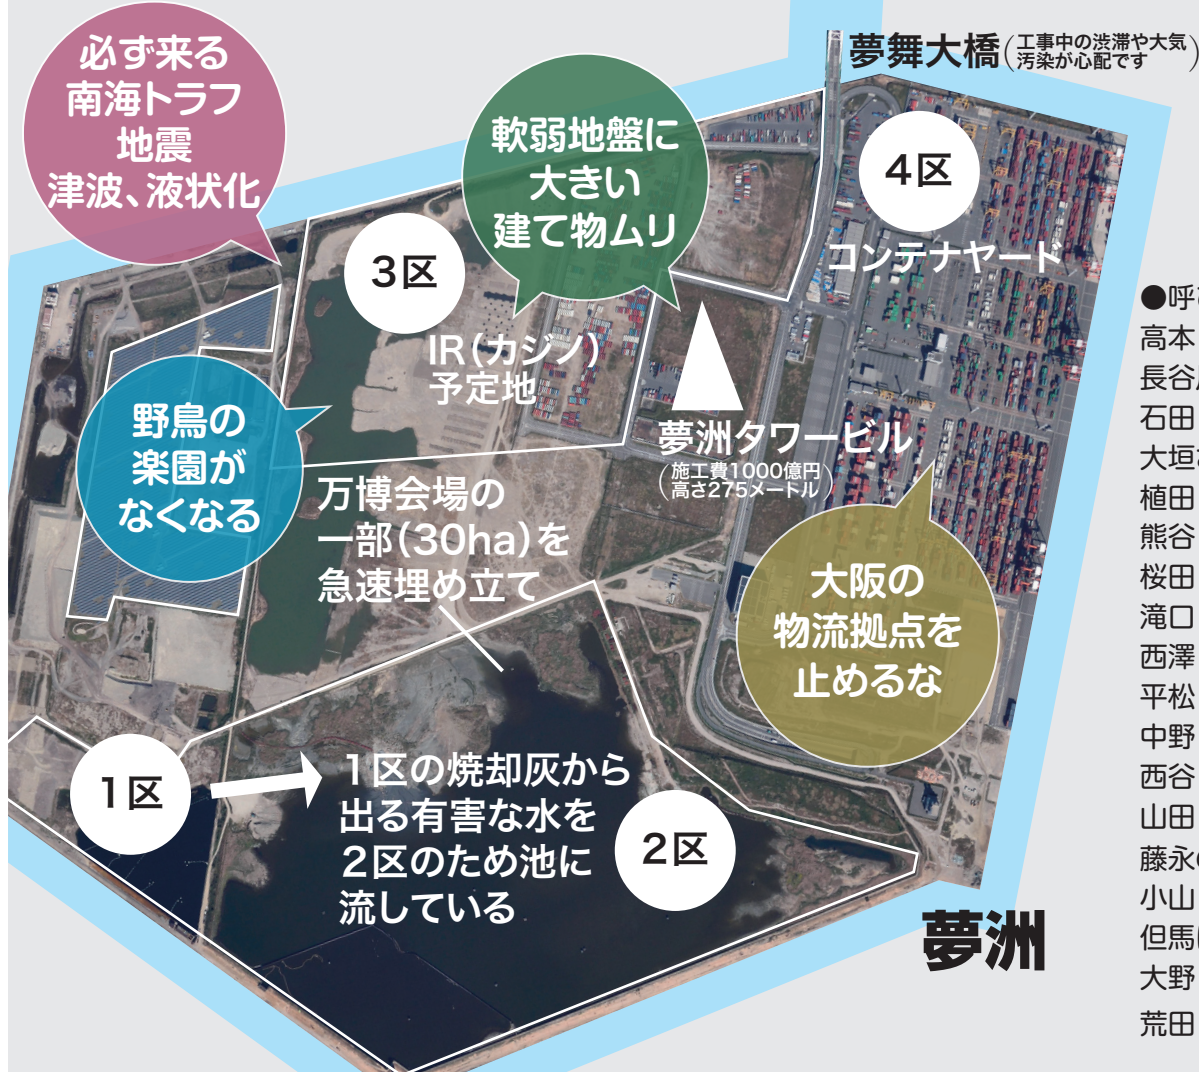 必ず来る
南海トラフ
地震
津波、液状化
夢舞大橋(工事中の渋滞や大気
汚染が心配です)
軟弱地盤に
大きい
建て物ムリ
4区
コンテナヤード
3区
IR(カジノ)
予定地
野鳥の
楽園が
なくなる
夢洲タワービル
(施工費1000億円
高さ275メートル)
万博会場の
一部(30ha)を
急速埋め立て
大阪の
物流拠点を
止めるな
1区
1区の焼却灰から
出る有害な水を
2区のため池に
流している
2区
夢洲
●呼
高本
長谷
石田
大垣
植田
熊谷
桜田
滝口
西澤
平松
中野
西谷
山田
藤永
小山
但馬
大野
荒田